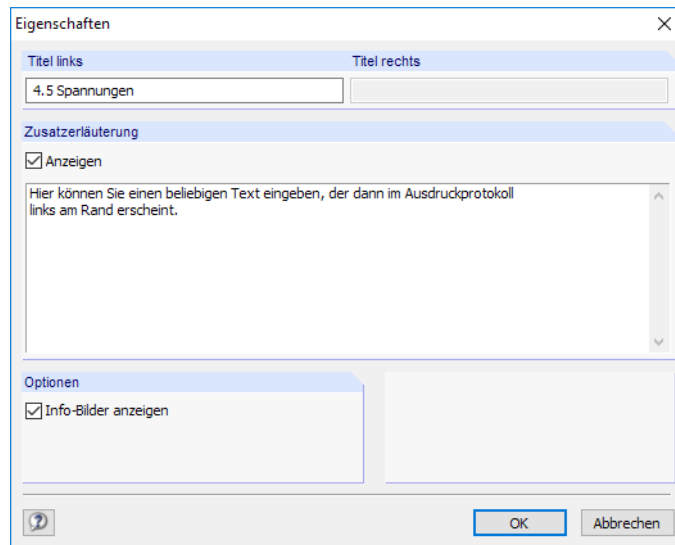 Eigenschaften
Titel links
Titel rechts
4.5 Spannungen
Zusatzerläuterung
Anzeigen
Hier können Sie einen beliebigen Text eingeben, der dann im Ausdruckprotokoll
links am Rand erscheint.
Optionen
Info-Bilder anzeigen
OK
Abbrechen